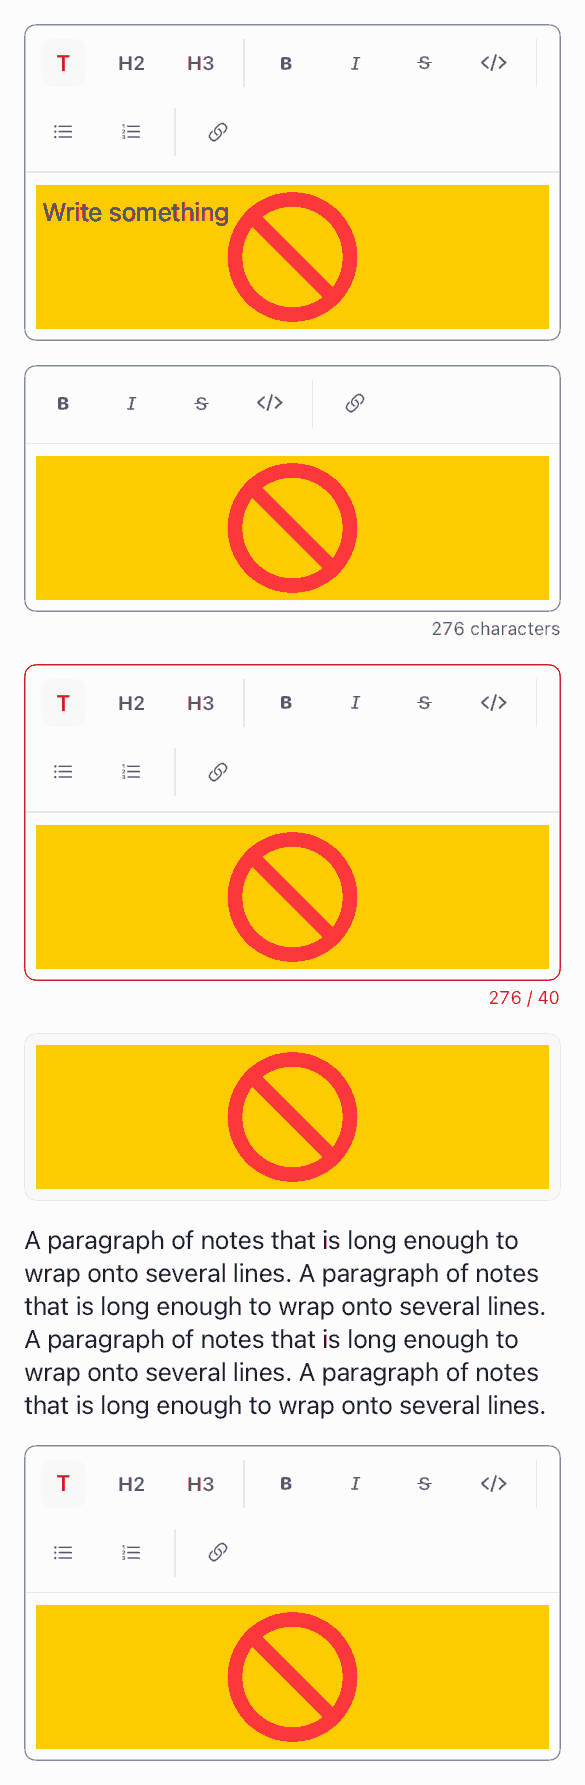 T H2 H3 B I S </>
Write something
B I S </>
276 characters
T H2 H3 B I S </>
276 / 40
A paragraph of notes that is long enough to
wrap onto several lines. A paragraph of notes
that is long enough to wrap onto several lines.
A paragraph of notes that is long enough to
wrap onto several lines. A paragraph of notes
that is long enough to wrap onto several lines.
T H2 H3 B I S </>